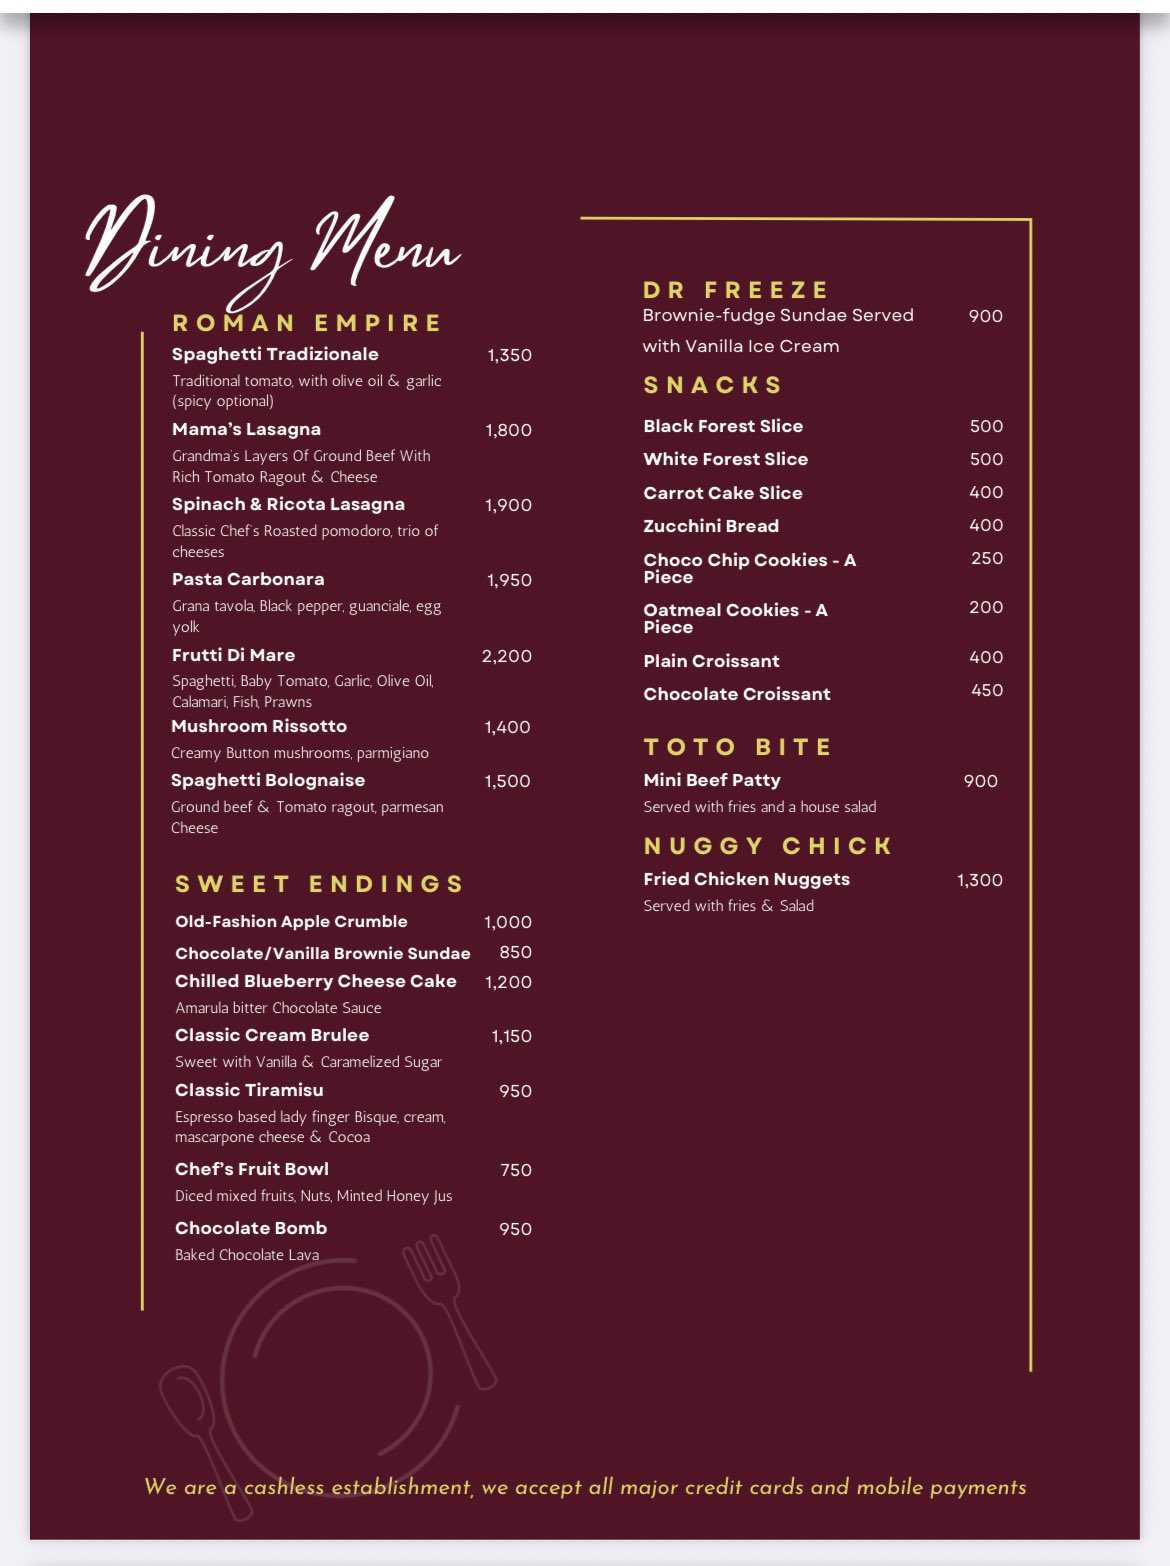 Dining Menu
ROMAN EMPIRE
Spaghetti Tradizionale 1,350
Traditional tomato, with olive oil & garlic
(spicy optional)
Mama's Lasagna 1,800
Grandma's Layers Of Ground Beef With
Rich Tomato Ragout & Cheese
Spinach & Ricota Lasagna 1,900
Classic Chef's Roasted pomodoro, trio of
cheeses
Pasta Carbonara 1,950
Grana tavola, Black pepper, guanciale, egg
yolk
Frutti Di Mare 2,200
Spaghetti, Baby Tomato, Garlic, Olive Oil,
Calamari, Fish, Prawns
Mushroom Rissotto 1,400
Creamy Button mushrooms, parmigiano
Spaghetti Bolognaise 1,500
Ground beef & Tomato ragout, parmesan
Cheese
SWEET ENDINGS
Old-Fashion Apple Crumble 1,000
Chocolate/Vanilla Brownie Sundae 850
Chilled Blueberry Cheese Cake 1,200
Amarula bitter Chocolate Sauce
Classic Cream Brulee 1,150
Sweet with Vanilla & Caramelized Sugar
Classic Tiramisu 950
Espresso based lady finger Bisque, cream,
mascarpone cheese & Cocoa
Chef's Fruit Bowl 750
Diced mixed fruits, Nuts, Minted Honey Jus
Chocolate Bomb 950
Baked Chocolate Lava
DR FREEZE
Brownie-fudge Sundae Served 900
with Vanilla Ice Cream
SNACKS
Black Forest Slice 500
White Forest Slice 500
Carrot Cake Slice 400
Zucchini Bread 400
Choco Chip Cookies - A 250
Piece
Oatmeal Cookies - A 200
Piece
Plain Croissant 400
Chocolate Croissant 450
TOTO BITE
Mini Beef Patty 900
Served with fries and a house salad
NUGGY CHICK
Fried Chicken Nuggets 1,300
Served with fries & Salad
We are a cashless establishment, we accept all major credit cards and mobile payments